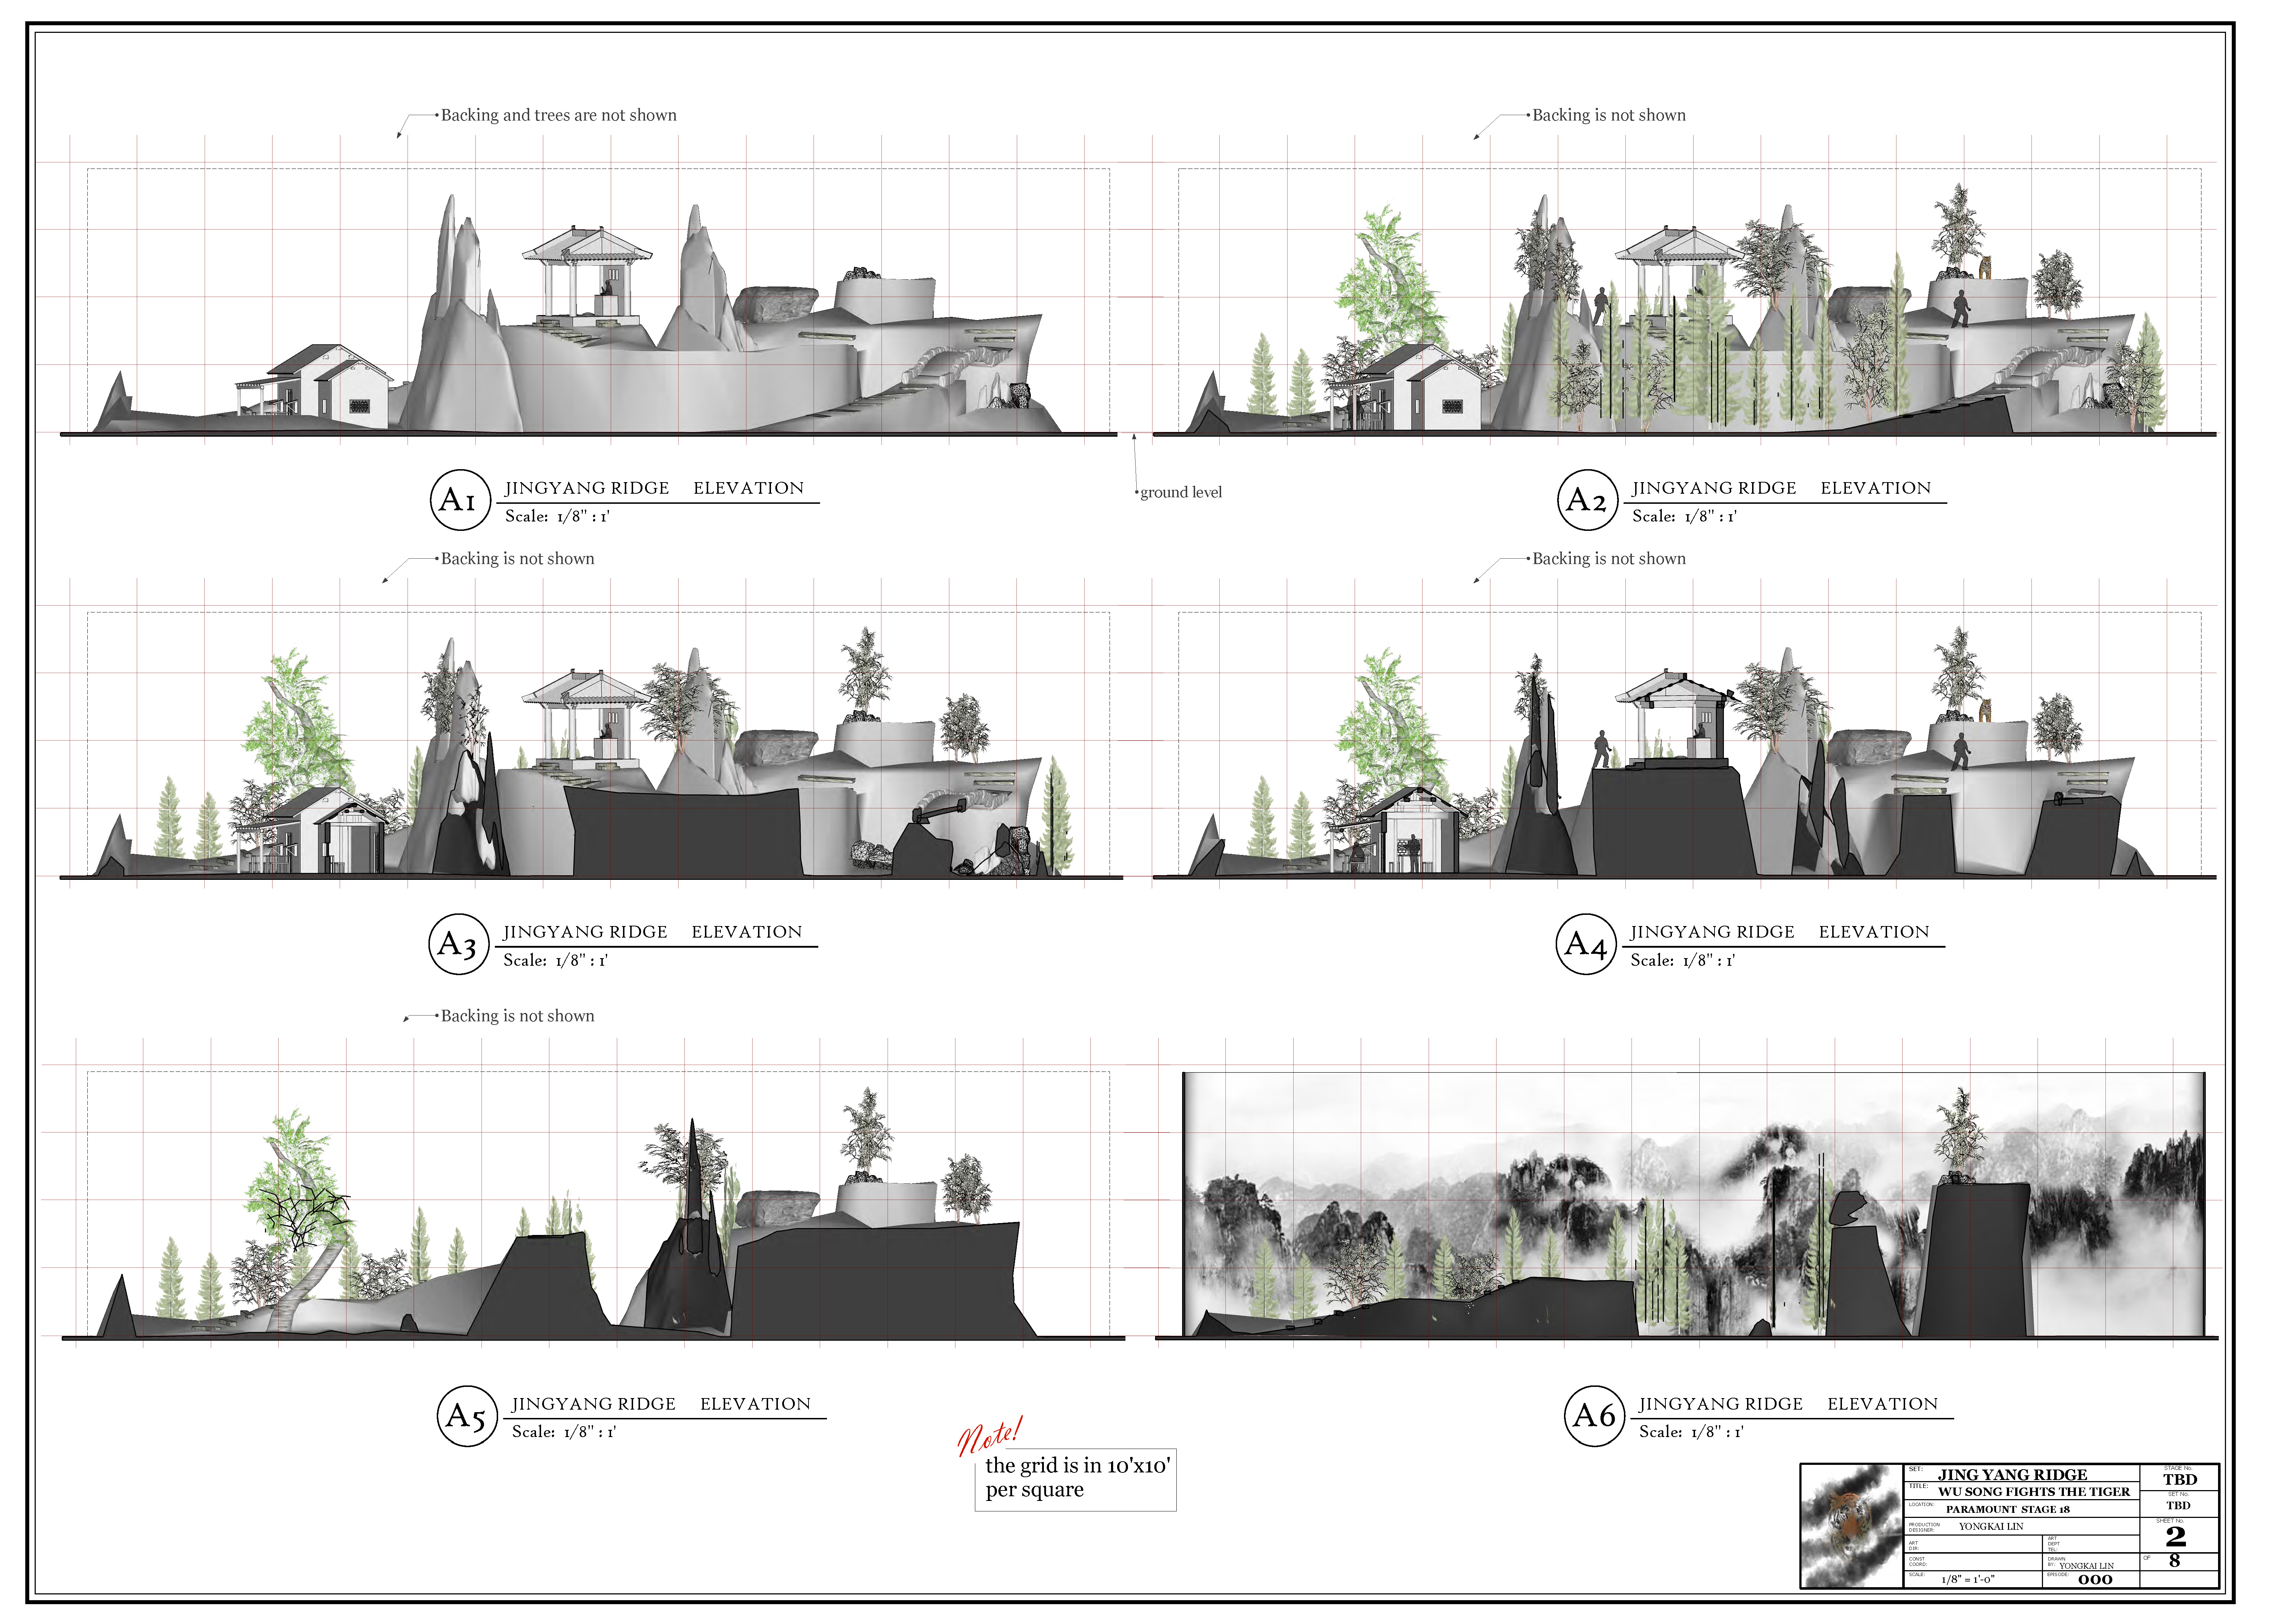 Backing and trees are not shown
Backing is not shown
ground level
A1
JINGYANG RIDGE ELEVATION
Scale: 1/8" : 1'
A2
JINGYANG RIDGE ELEVATION
Scale: 1/8" : 1'
Backing is not shown
Backing is not shown
A3
JINGYANG RIDGE ELEVATION
Scale: 1/8" : 1'
A4
JINGYANG RIDGE ELEVATION
Scale: 1/8" : 1'
Backing is not shown
A5
JINGYANG RIDGE ELEVATION
Scale: 1/8" : 1'
A6
JINGYANG RIDGE ELEVATION
Scale: 1/8" : 1'
Note!
the grid is in 10'x10'
per square
SET: JING YANG RIDGE
TITLE: WU SONG FIGHTS THE TIGER
LOCATION: PARAMOUNT STAGE 18
PRODUCTION DESIGNER: YONGKAI LIN
ART DIR:
ART DEPT TEL:
CONST COORD:
DRAWN BY: YONGKAI LIN
SCALE: 1/8" = 1'-0"
EPISODE: 000
STAGE No.
TBD
SET No.
TBD
SHEET No.
2
OF 8